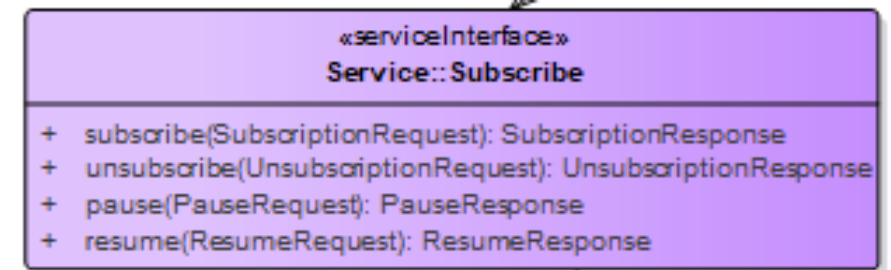 «serviceInterface»
Service::Subscribe
+ subscribe(SubscriptionRequest): SubscriptionResponse
+ unsubscribe(UnsubscriptionRequest): UnsubscriptionResponse
+ pause(PauseRequest): PauseResponse
+ resume(ResumeRequest): ResumeResponse